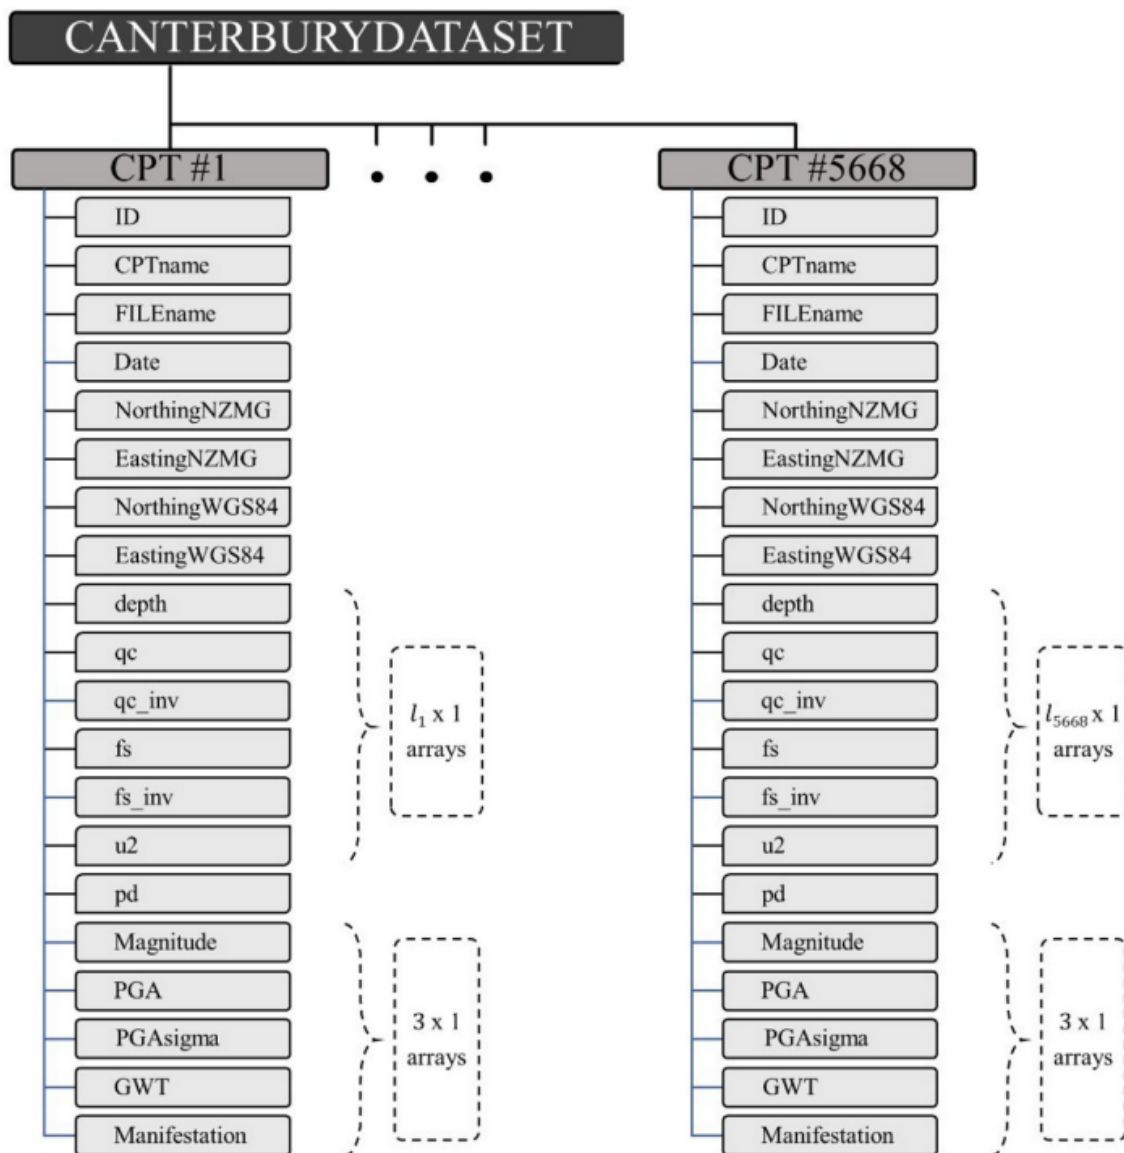 CANTERBURYDATASET
CPT #1
CPT #5668
ID
CPTname
FILEname
Date
NorthingNZMG
EastingNZMG
NorthingWGS84
EastingWGS84
depth
qc
qc_inv
fs
fs_inv
u2
pd
Magnitude
PGA
PGAsigma
GWT
Manifestation
l₁ x 1
arrays
3 x 1
arrays
ID
CPTname
FILEname
Date
NorthingNZMG
EastingNZMG
NorthingWGS84
EastingWGS84
depth
qc
qc_inv
fs
fs_inv
u2
pd
Magnitude
PGA
PGAsigma
GWT
Manifestation
l₅₆₆₈ x 1
arrays
3 x 1
arrays